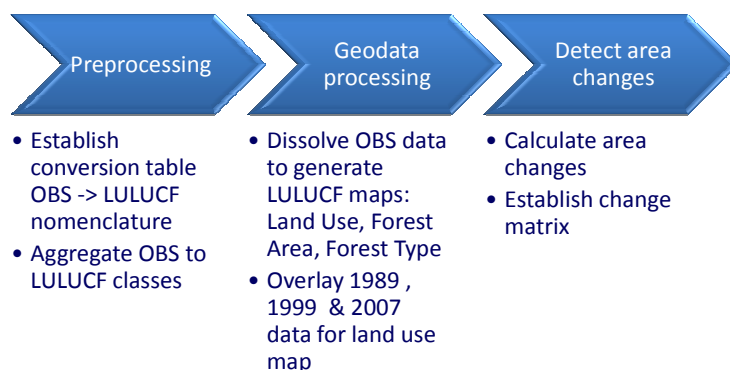 Preprocessing
• Establish
conversion table
OBS -> LULUCF
nomenclature
• Aggregate OBS to
LULUCF classes
Geodata
processing
• Dissolve OBS data
to generate
LULUCF maps:
Land Use, Forest
Area, Forest Type
• Overlay 1989 ,
1999 & 2007
data for land use
map
Detect area
changes
• Calculate area
changes
• Establish change
matrix